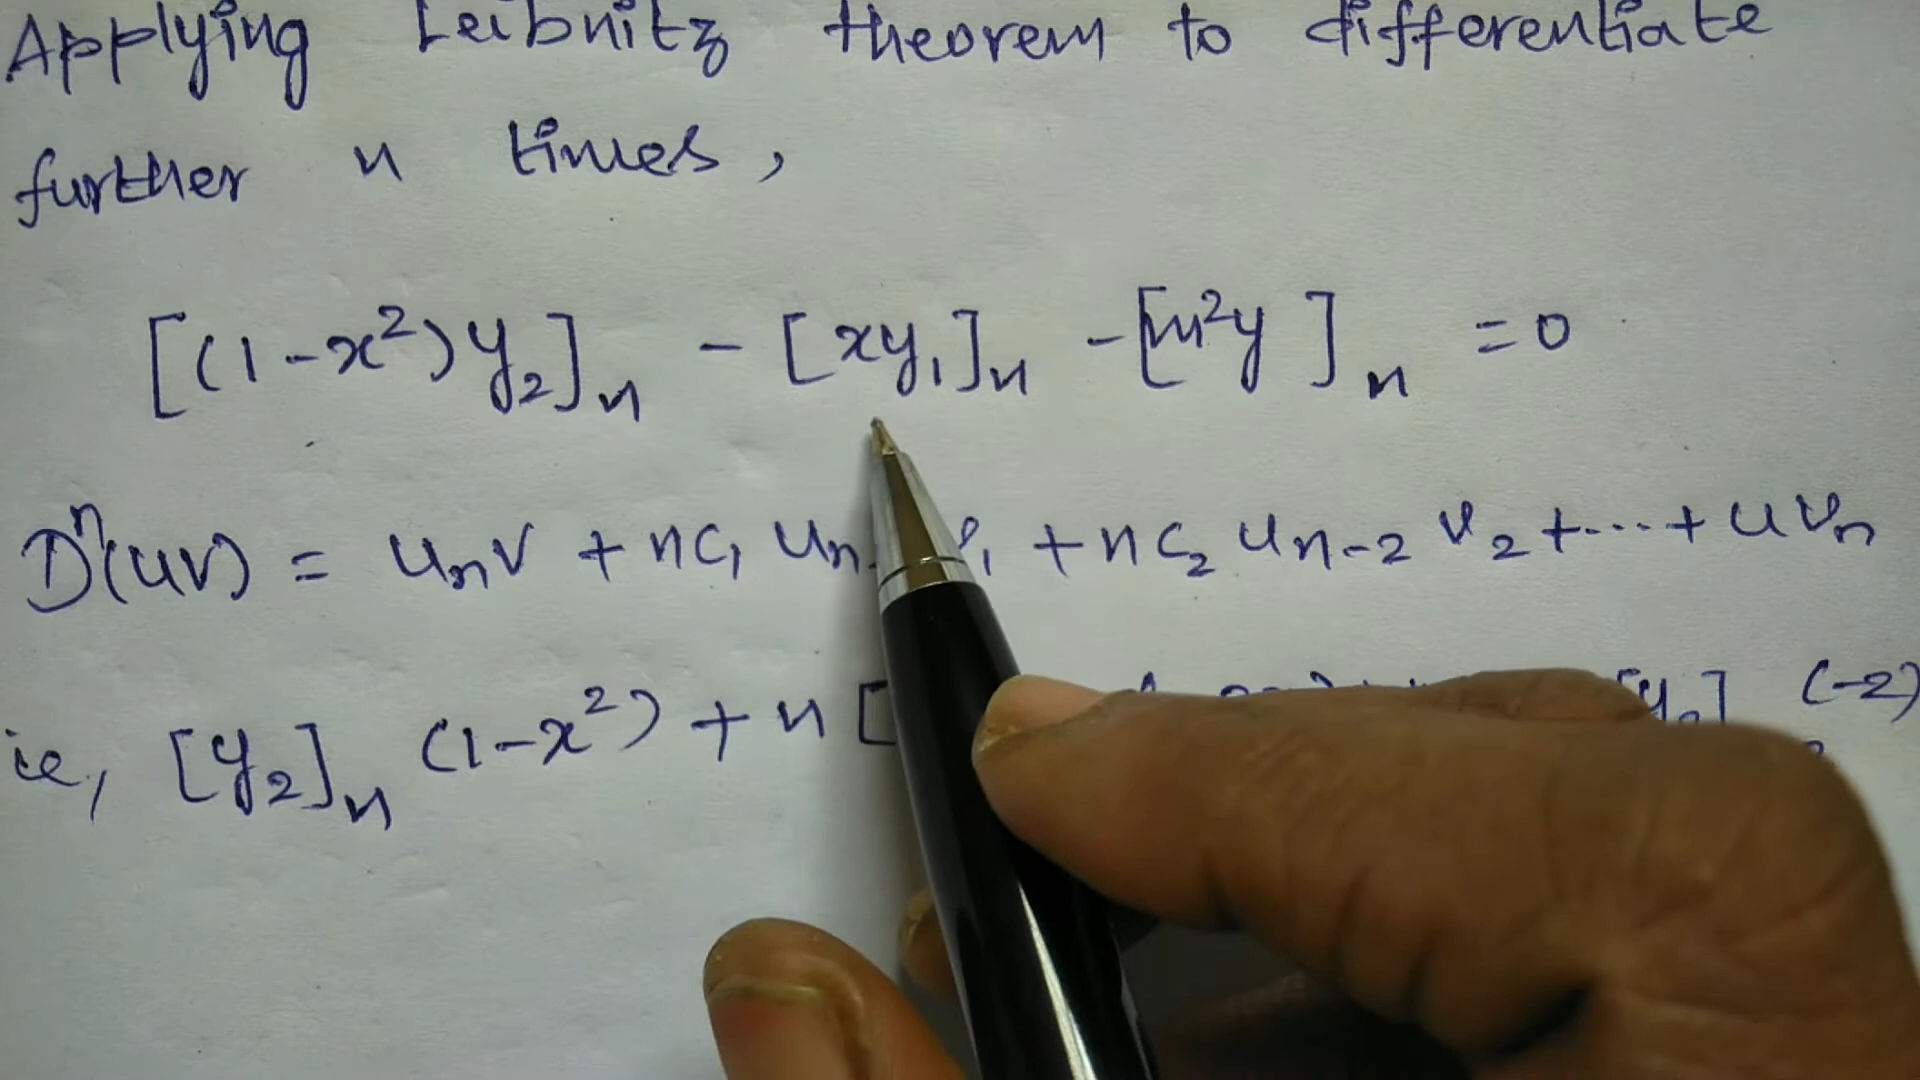 Applying Leibnitz theorem to differentiate
further n times,
[(1-x²)y₂]ₙ - [xy₁]ₙ - [m²y]ₙ = 0
Dⁿ(uv) = uₙv + nC₁ uₙ + nC₂ uₙ₋₂ v₂ + ... + uvₙ
ie, [y₂]ₙ (1-x²) + n [ (-2)